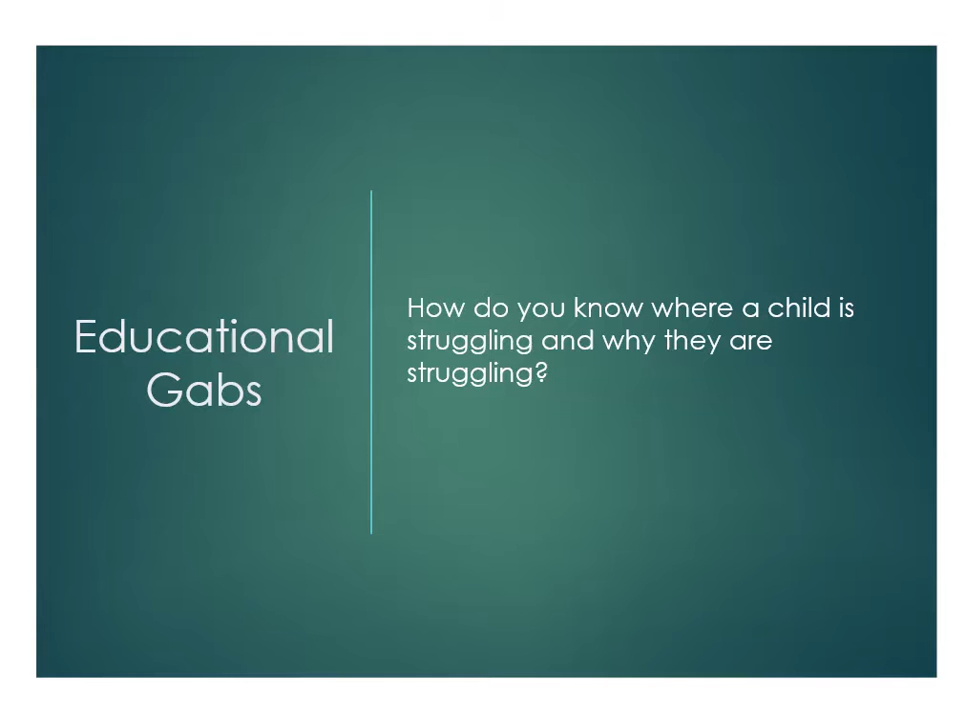 Educational
Gabs
How do you know where a child is
struggling and why they are
struggling?